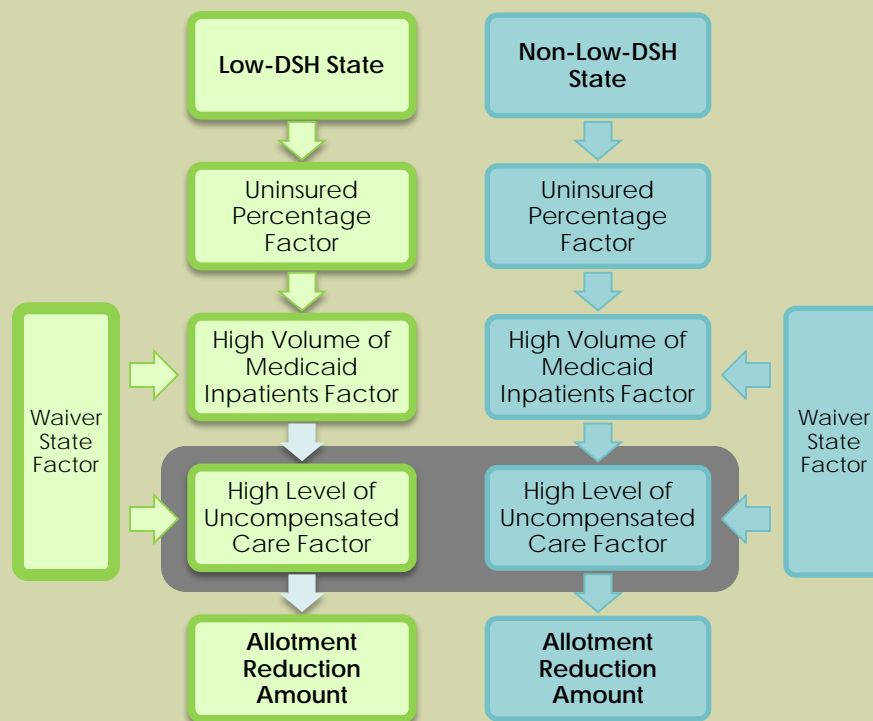 Low-DSH State
Non-Low-DSH
State
Uninsured
Percentage
Factor
Uninsured
Percentage
Factor
Waiver
State
Factor
High Volume of
Medicaid
Inpatients Factor
High Volume of
Medicaid
Inpatients Factor
Waiver
State
Factor
High Level of
Uncompensated
Care Factor
High Level of
Uncompensated
Care Factor
Allotment
Reduction
Amount
Allotment
Reduction
Amount